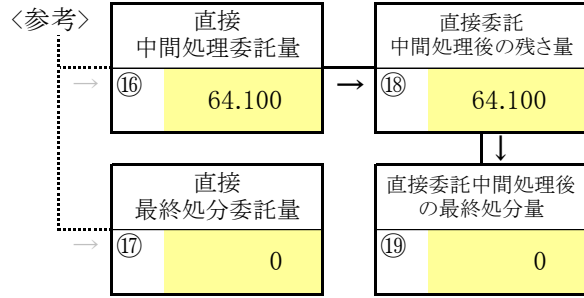 〈参考〉
直接
中間処理委託量
→
⑯
64.100
→
直接委託
中間処理後の残さ量
⑱
64.100
↓
直接
最終処分委託量
→
⑰
0
直接委託中間処理後
の最終処分量
⑲
0